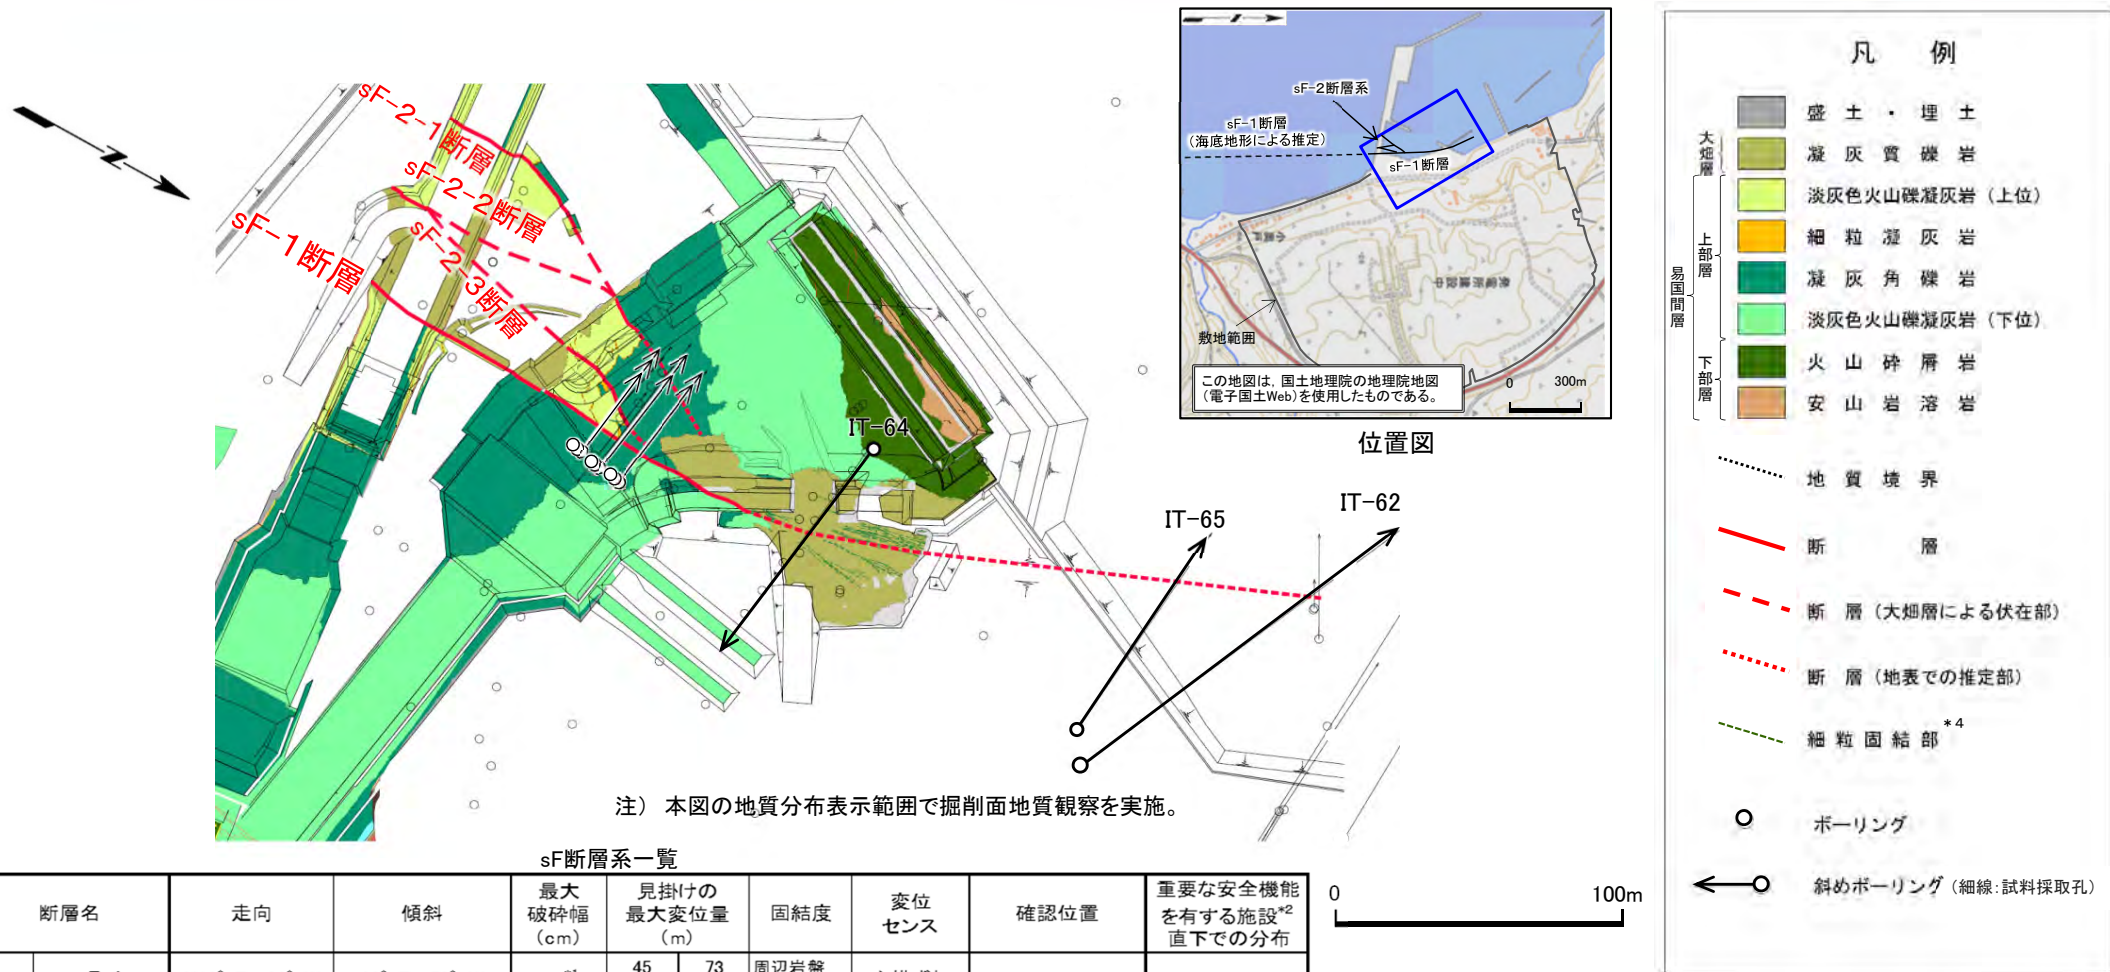 sF-2-1断層
sF-2-2断層
sF-2-3断層
sF-1断層
N
IT-64
IT-65
IT-62
注） 本図の地質分布表示範囲で掘削面地質観察を実施。
sF-2断層系
sF-1断層
（海底地形による推定）
sF-1断層
敷地範囲
この地図は，国土地理院の地理院地図
（電子国土Web）を使用したものである。
0 300m
位置図
凡 例
盛土・埋土
大畑層
凝灰質礫岩
易国間層
上部層
淡灰色火山礫凝灰岩（上位）
細粒凝灰岩
凝灰角礫岩
淡灰色火山礫凝灰岩（下位）
下部層
火山砕屑岩
安山岩溶岩
地質境界
断層
断層（大畑層による伏在部）
断層（地表での推定部）
細粒固結部*4
ボーリング
斜めボーリング（細線：試料採取孔）
0 100m
sF断層系一覧
断層名
走向
傾斜
最大
破砕幅
（cm）
見掛けの
最大変位量
（m）
固結度
変位
センス
確認位置
重要な安全機能
を有する施設*2
直下での分布
45 73
周辺岩盤